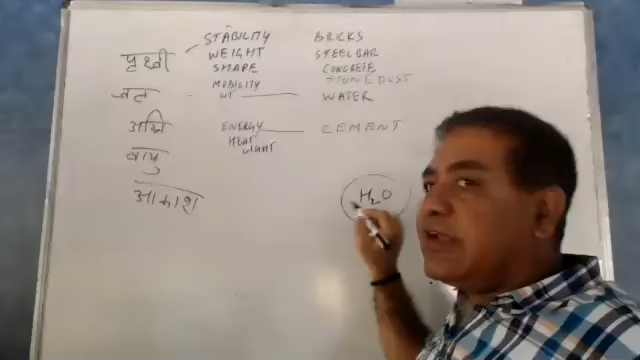 पृथ्वी STABILITY BRICKS
WEIGHT STEEL BAR
SHAPE CONCRETE
STONE DUST
जल MOBILITY
WT WATER
अग्नि ENERGY CEMENT
HEAT
LIGHT
वायु
आकाश
H2O